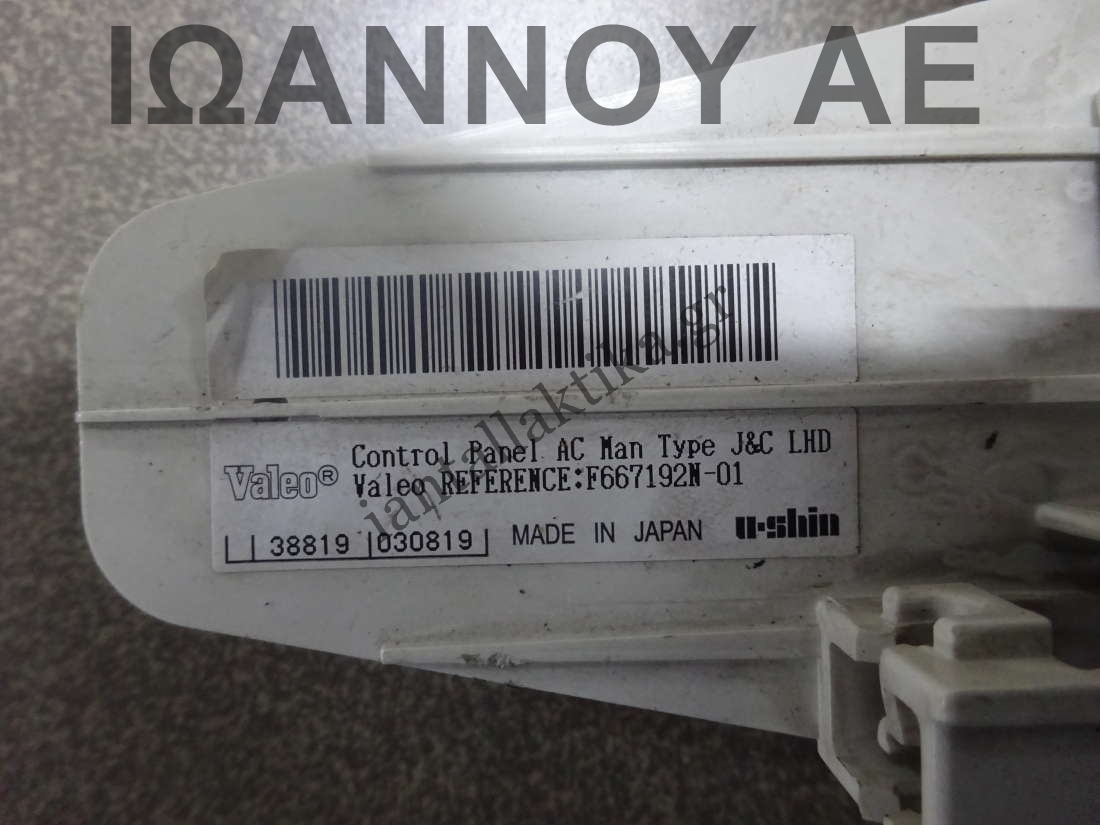 ΙΩΑΝΝΟΥ ΑΕ
iantallaktika.gr
Control Panel AC Man Type J&C LHD
Valeo® Valeo REFERENCE:F667192N-01
38819 030819 MADE IN JAPAN u-shin